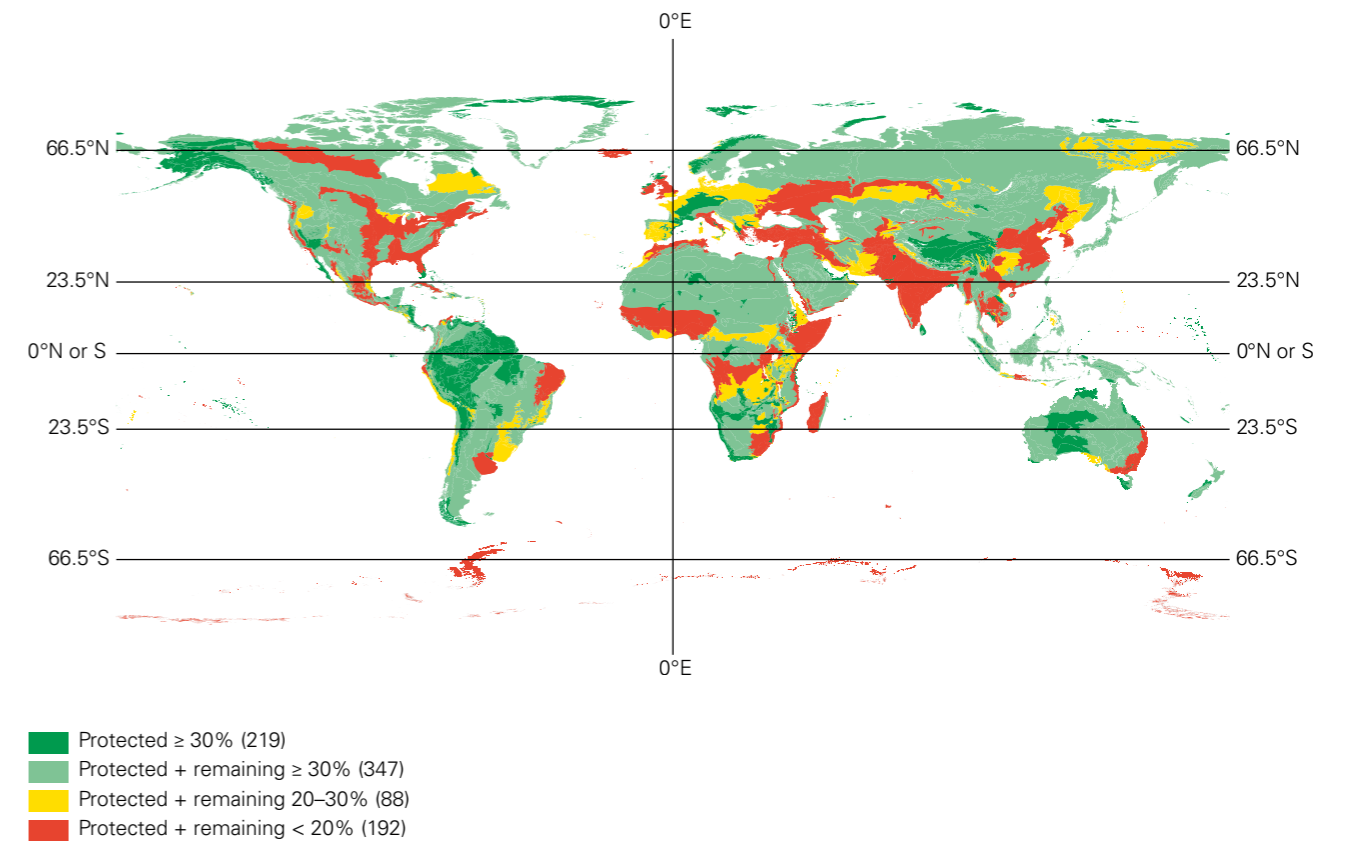 0°E
66.5°N
66.5°N
23.5°N
23.5°N
0°N or S
0°N or S
23.5°S
23.5°S
66.5°S
66.5°S
0°E
Protected ≥ 30% (219)
Protected + remaining ≥ 30% (347)
Protected + remaining 20–30% (88)
Protected + remaining < 20% (192)